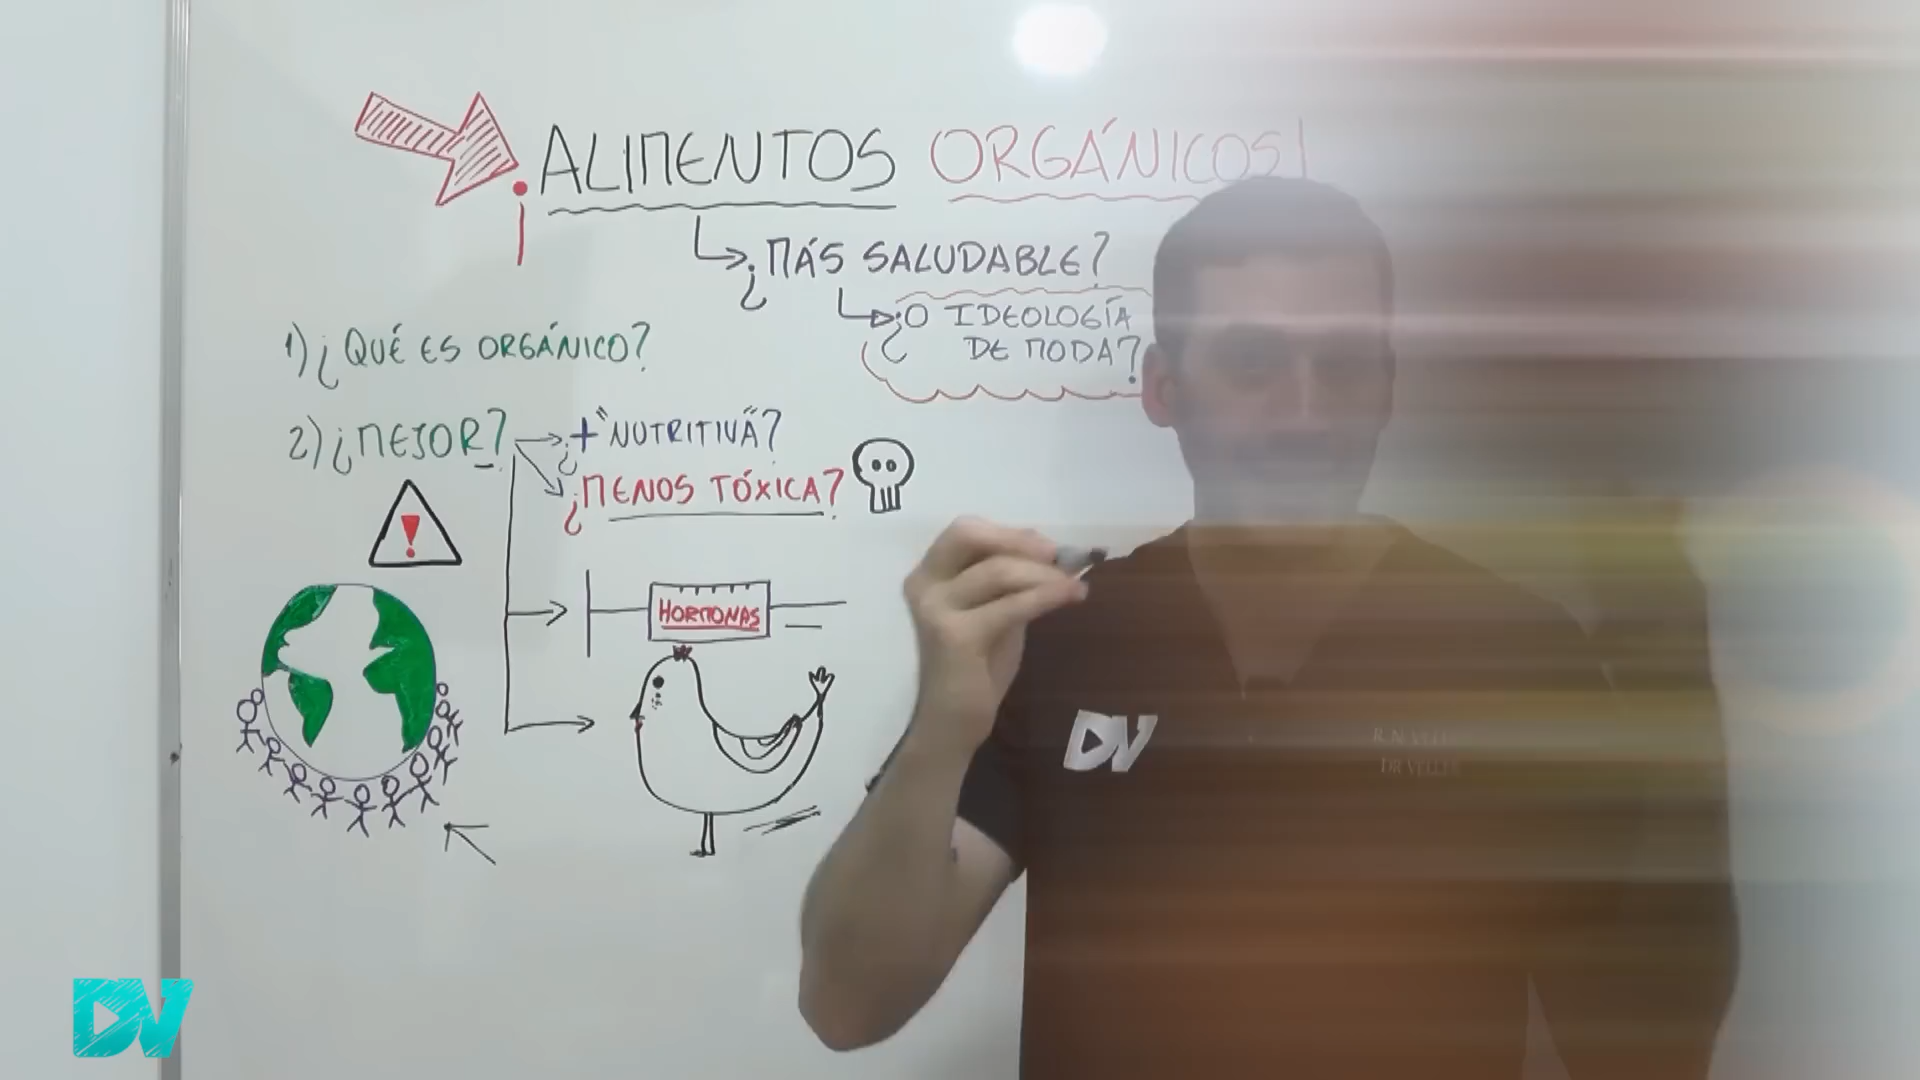 ¡ALIMENTOS ORGÁNICOS!
¿MÁS SALUDABLE?
¿O IDEOLOGÍA
DE MODA?
1) ¿QUÉ ES ORGÁNICO?
2) ¿MEJOR?
¿+ "NUTRITIVA"?
¿MENOS TÓXICA?
!
HORMONAS
DV
DV